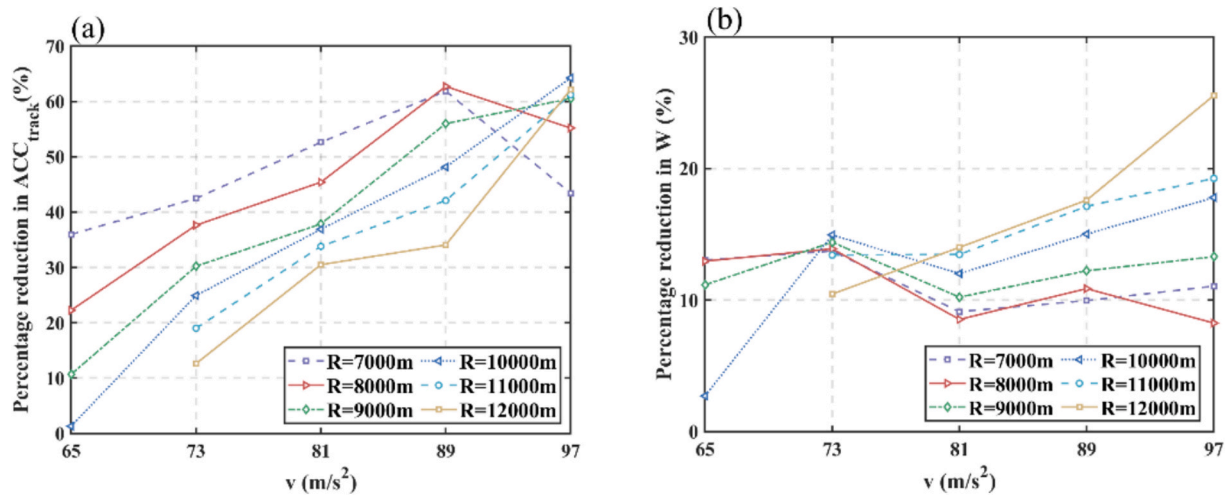 (a)
Percentage reduction in ACC_track(%)
70
60
50
40
30
20
10
0
65 73 81 89 97
v (m/s²)
R=7000m R=10000m
R=8000m R=11000m
R=9000m R=12000m
(b)
Percentage reduction in W (%)
30
20
10
0
65 73 81 89 97
v (m/s²)
R=7000m R=10000m
R=8000m R=11000m
R=9000m R=12000m